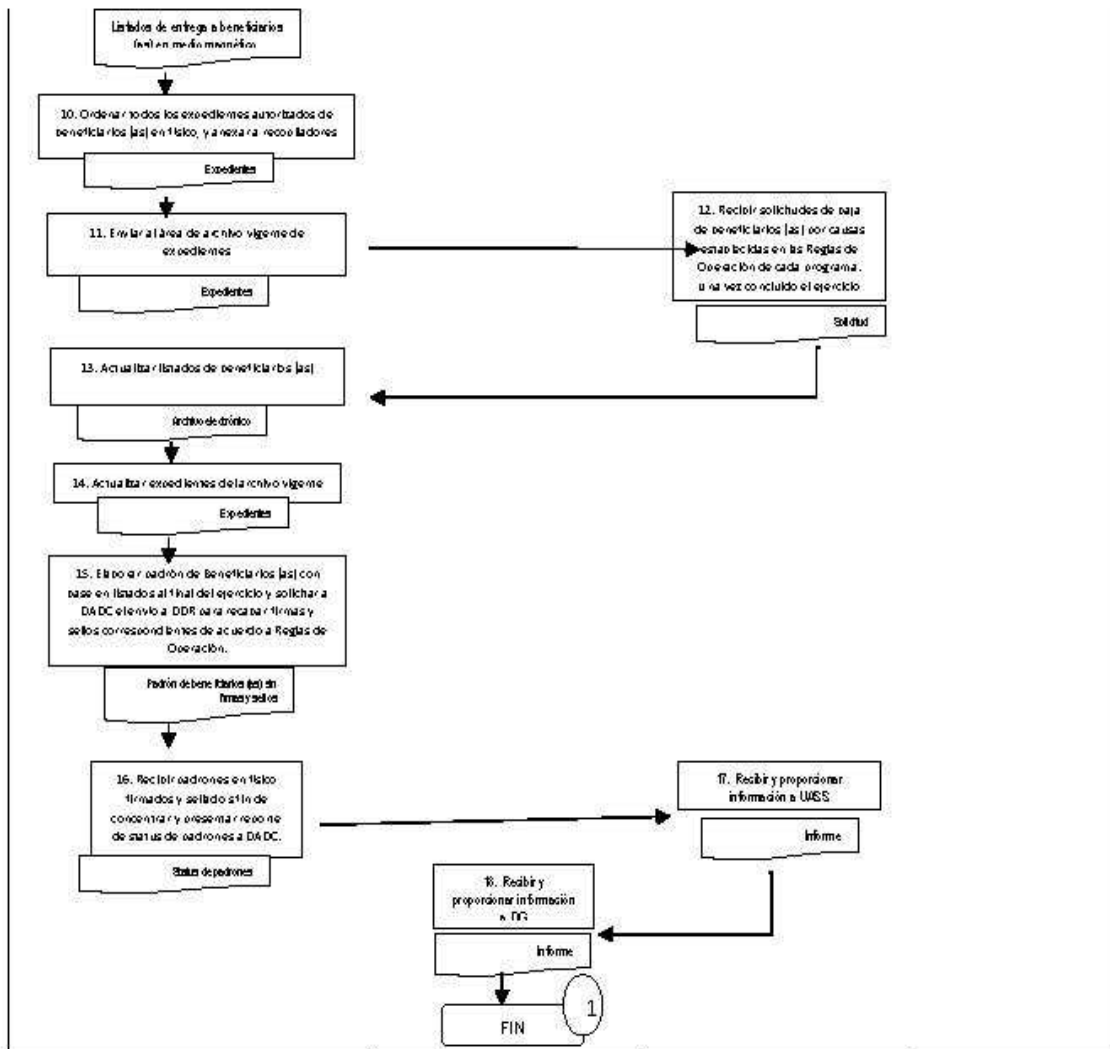 Listados de entrega a beneficiarios
(as) en medio magnético
10. Ordenar todos los expedientes autorizados de
beneficiarios (as) en físico, y anexar a recopiladores
Expedientes
11. Enviar al área de archivo vigente de
expedientes
Expedientes
12. Recibir solicitudes de baja
de beneficiarios (as) por causas
establecidas en las Reglas de
Operación de cada programa.
una vez concluido el ejercicio
Solicitud
13. Actualizar listados de beneficiarios (as)
Archivo electrónico
14. Actualizar expedientes de archivo vigente
Expedientes
15. Elaborar padrón de Beneficiarios (as) con
base en listados al final del ejercicio y solicitar a
DADC el envío a DDR para recabar firmas y
sellos correspondientes de acuerdo a Reglas de
Operación.
Padrón de beneficiarios (as) sin
firmas y sellos
16. Recibir padrones en físico
firmados y sellados fin de
concentrar y presentar reporte
de status de padrones a DADC.
Status de padrones
17. Recibir y proporcionar
información a UASS
Informe
18. Recibir y
proporcionar información
a DG
Informe
1
FIN